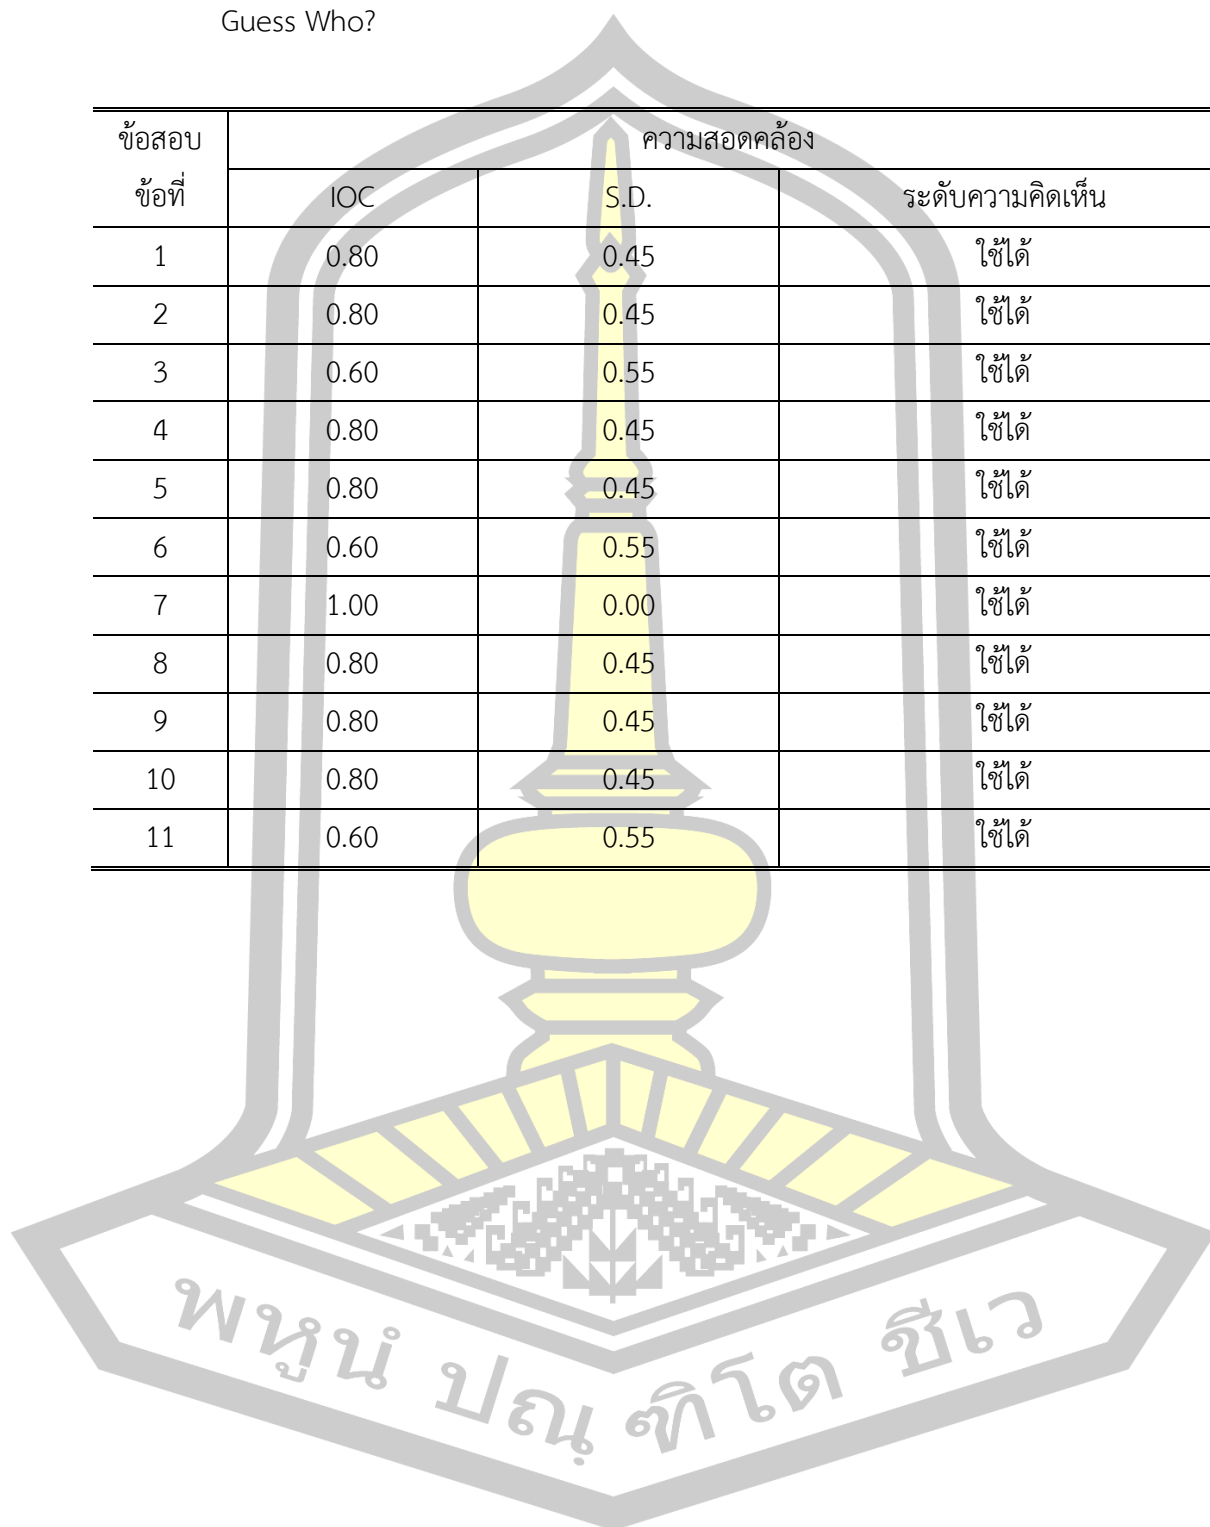 Guess Who?
ข้อสอบ ความสอดคล้อง
ข้อที่ IOC S.D. ระดับความคิดเห็น
1 0.80 0.45 ใช้ได้
2 0.80 0.45 ใช้ได้
3 0.60 0.55 ใช้ได้
4 0.80 0.45 ใช้ได้
5 0.80 0.45 ใช้ได้
6 0.60 0.55 ใช้ได้
7 1.00 0.00 ใช้ได้
8 0.80 0.45 ใช้ได้
9 0.80 0.45 ใช้ได้
10 0.80 0.45 ใช้ได้
11 0.60 0.55 ใช้ได้
พหูนํ ปณฺฑิโต ชีเว